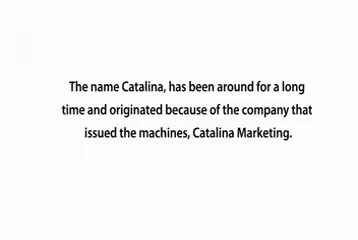 The name Catalina, has been around for a long
time and originated because of the company that
issued the machines, Catalina Marketing.